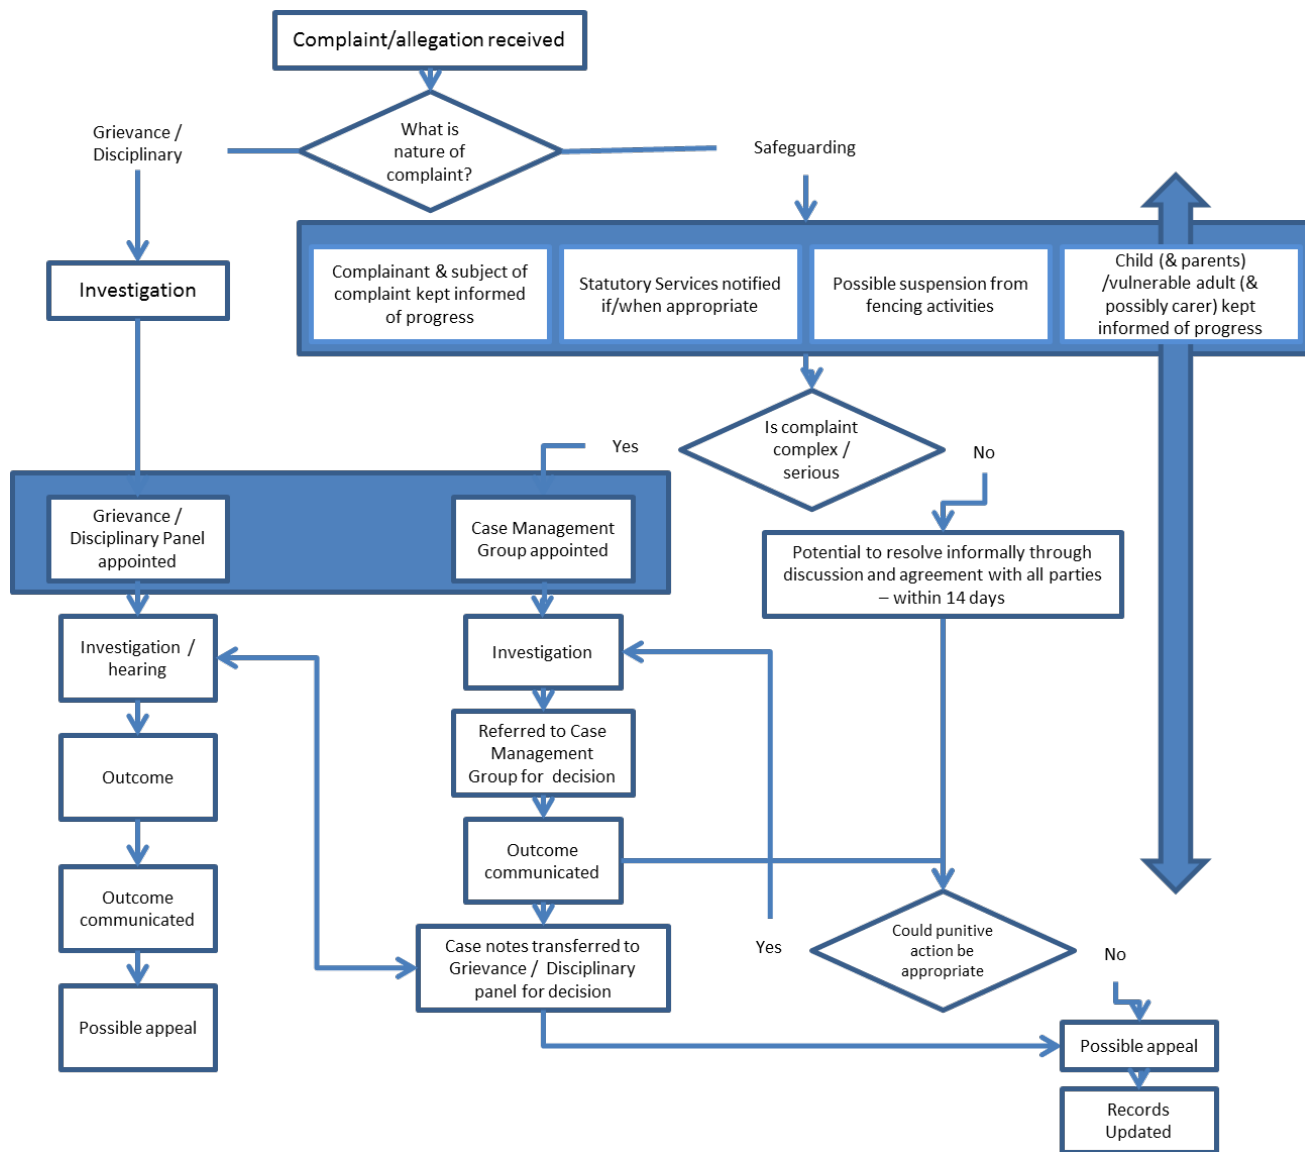 Complaint/allegation received
What is
nature of
complaint?
Grievance /
Disciplinary
Safeguarding
Investigation
Complainant & subject of
complaint kept informed
of progress
Statutory Services notified
if/when appropriate
Possible suspension from
fencing activities
Child (& parents)
/vulnerable adult (&
possibly carer) kept
informed of progress
Is complaint
complex /
serious
Yes
No
Grievance /
Disciplinary Panel
appointed
Case Management
Group appointed
Potential to resolve informally through
discussion and agreement with all parties
– within 14 days
Investigation /
hearing
Investigation
Referred to Case
Management
Group for decision
Outcome
Outcome
communicated
Outcome
communicated
Could punitive
action be
appropriate
Yes
No
Case notes transferred to
Grievance / Disciplinary
panel for decision
Possible appeal
Possible appeal
Records
Updated